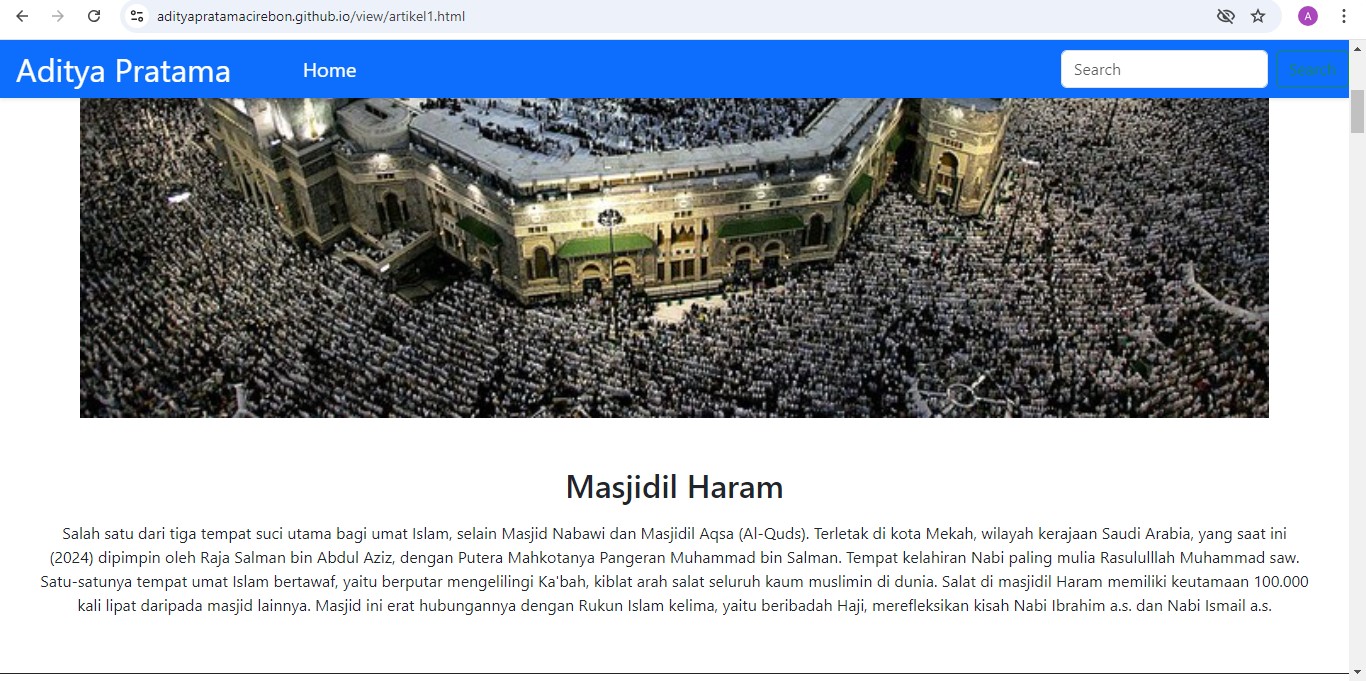 adityapratamacirebon.github.io/view/artikel1.html
A
Aditya Pratama
Home
Search
Search
Masjidil Haram
Salah satu dari tiga tempat suci utama bagi umat Islam, selain Masjid Nabawi dan Masjidil Aqsa (Al-Quds). Terletak di kota Mekah, wilayah kerajaan Saudi Arabia, yang saat ini
(2024) dipimpin oleh Raja Salman bin Abdul Aziz, dengan Putera Mahkotanya Pangeran Muhammad bin Salman. Tempat kelahiran Nabi paling mulia Rasululllah Muhammad saw.
Satu-satunya tempat umat Islam bertawaf, yaitu berputar mengelilingi Ka'bah, kiblat arah salat seluruh kaum muslimin di dunia. Salat di masjidil Haram memiliki keutamaan 100.000
kali lipat daripada masjid lainnya. Masjid ini erat hubungannya dengan Rukun Islam kelima, yaitu beribadah Haji, merefleksikan kisah Nabi Ibrahim a.s. dan Nabi Ismail a.s.